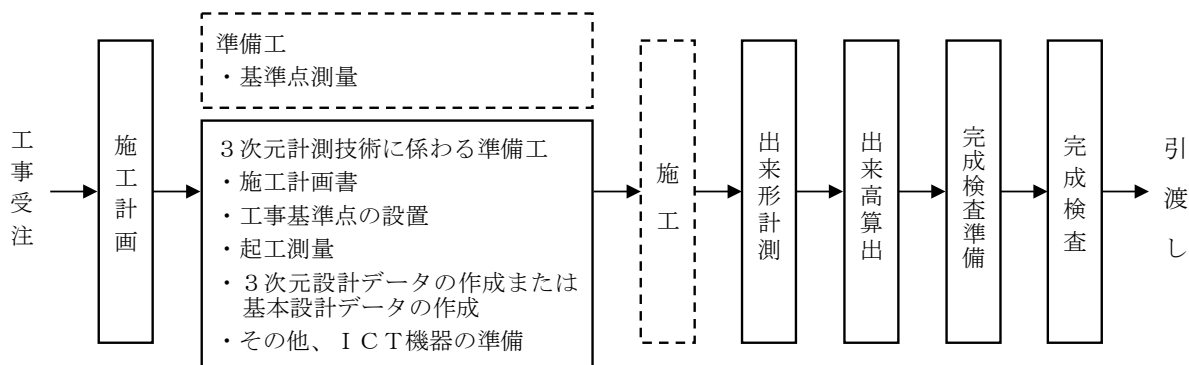 工事受注
施工計画
準備工
・基準点測量
３次元計測技術に係わる準備工
・施工計画書
・工事基準点の設置
・起工測量
・３次元設計データの作成または
基本設計データの作成
・その他、ＩＣＴ機器の準備
施工
出来形計測
出来高算出
完成検査準備
完成検査
引渡し